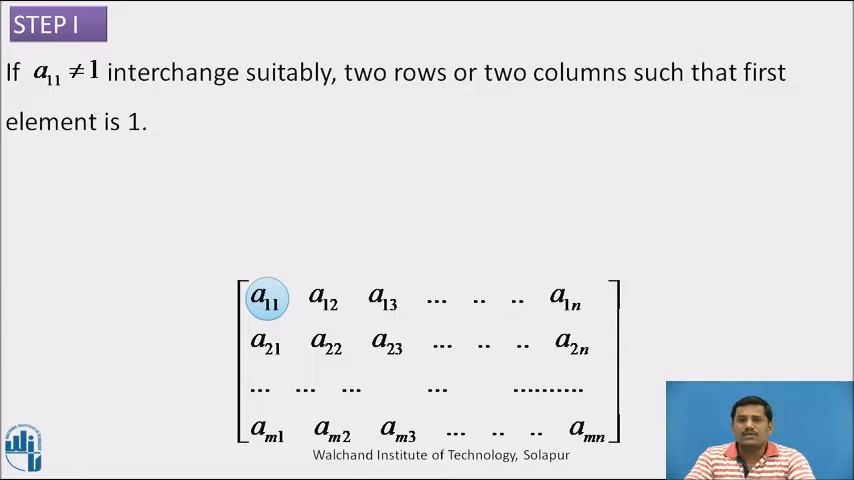 STEP I
If a11 ≠ 1 interchange suitably, two rows or two columns such that first
element is 1.
a11 a12 a13 ... .. .. a1n
a21 a22 a23 ... .. .. a2n
... ... ... ... ..........
am1 am2 am3 ... .. .. amn
Walchand Institute of Technology, Solapur